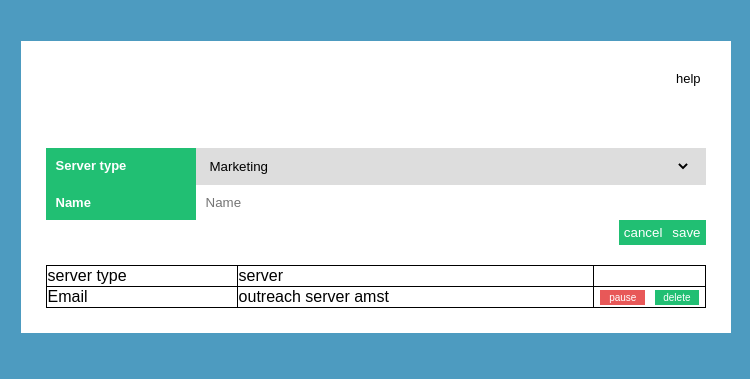 help
Server type Marketing
Name Name
cancel save
server type server
Email outreach server amst pause delete